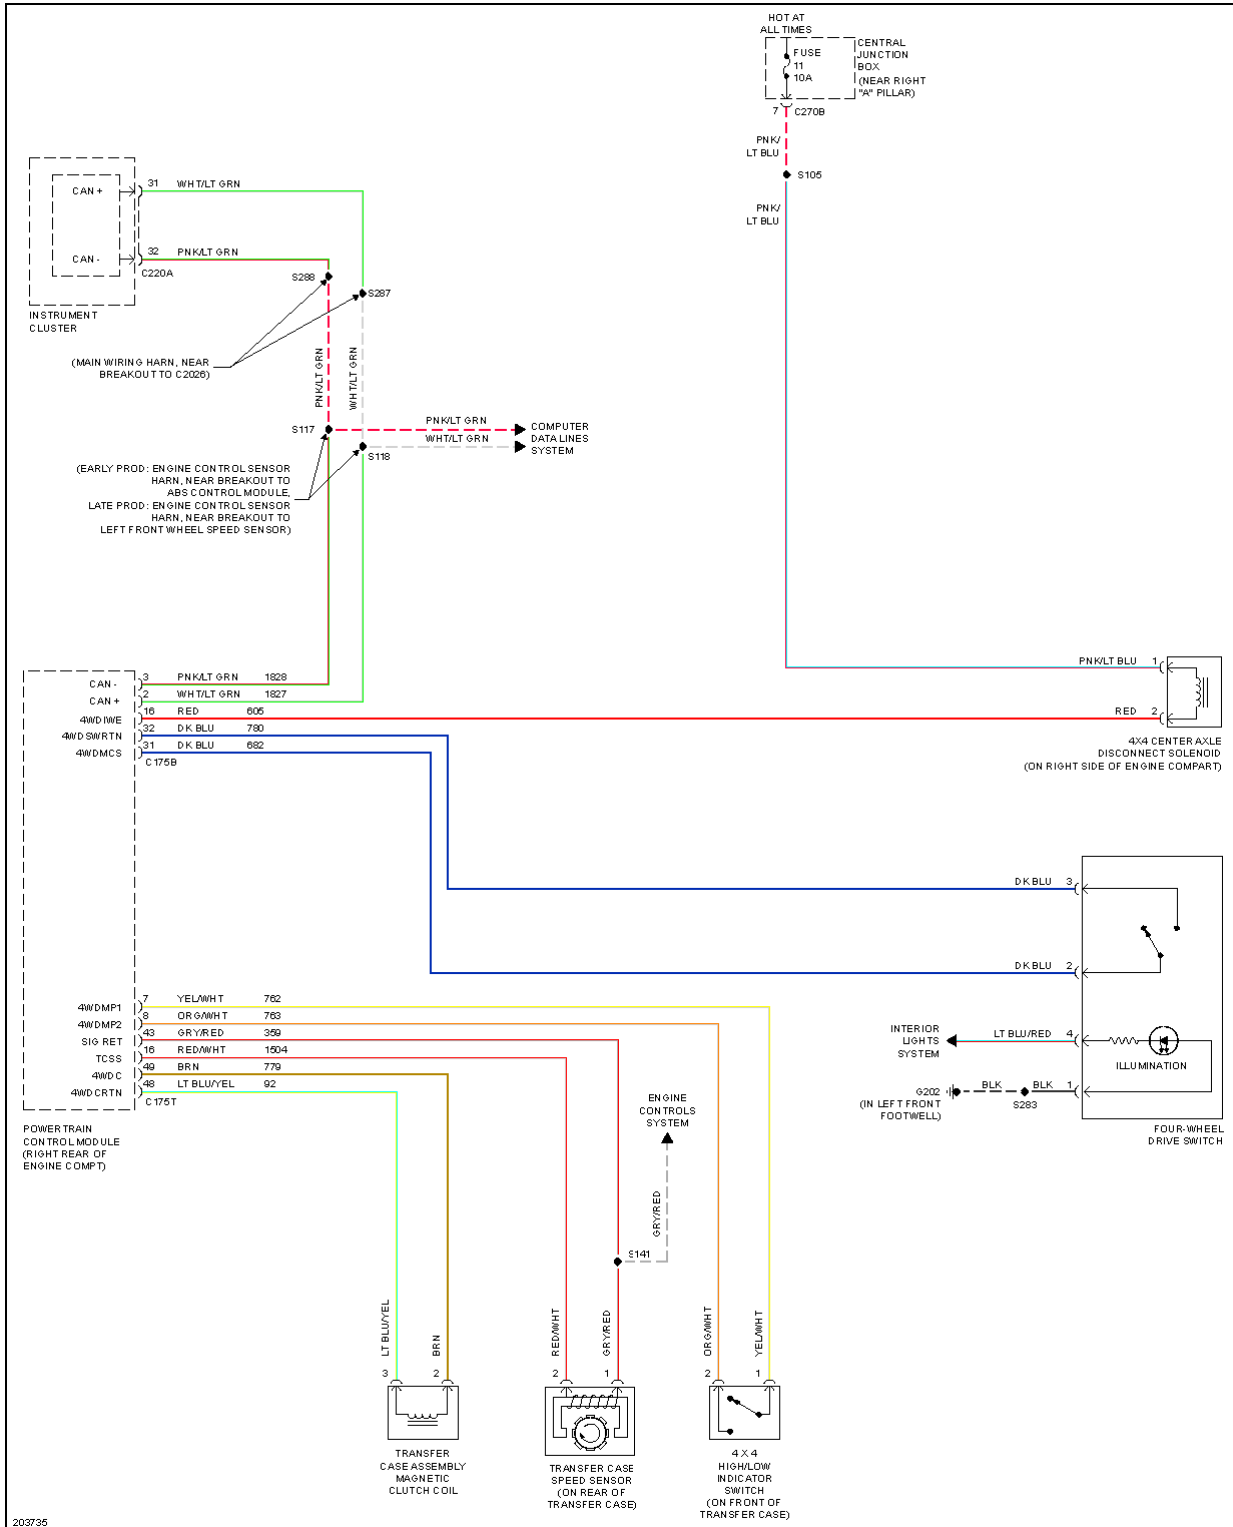 HOT AT
ALL TIMES
FUSE
11
10A
CENTRAL
JUNCTION
BOX
(NEAR RIGHT
"A" PILLAR)
7 C270B
PNK/
LT BLU
S105
PNK/
LT BLU
CAN +
31 WHT/LT GRN
CAN -
32 PNK/LT GRN
C220A
INSTRUMENT
CLUSTER
S288
S287
(MAIN WIRING HARN, NEAR
BREAKOUT TO C2026)
PNK/LT GRN
WHT/LT GRN
S117
PNK/LT GRN
WHT/LT GRN
COMPUTER
DATA LINES
SYSTEM
S118
(EARLY PROD: ENGINE CONTROL SENSOR
HARN, NEAR BREAKOUT TO
ABS CONTROL MODULE,
LATE PROD: ENGINE CONTROL SENSOR
HARN, NEAR BREAKOUT TO
LEFT FRONT WHEEL SPEED SENSOR)
CAN - 3 PNK/LT GRN 1828
CAN + 2 WHT/LT GRN 1827
4WDIWE 16 RED 605
4WDSWRTN 32 DK BLU 780
4WDMCS 31 DK BLU 682
C175B
PNK/LT BLU 1
RED 2
4X4 CENTER AXLE
DISCONNECT SOLENOID
(ON RIGHT SIDE OF ENGINE COMPART)
DK BLU 3
DK BLU 2
INTERIOR
LIGHTS
SYSTEM
LT BLU/RED 4
ILLUMINATION
G202
(IN LEFT FRONT
FOOTWELL)
BLK
S283
BLK 1
FOUR-WHEEL
DRIVE SWITCH
4WDMP1 7 YEL/WHT 762
4WDMP2 8 ORG/WHT 763
SIG RET 43 GRY/RED 359
TCSS 16 RED/WHT 1504
4WDC 49 BRN 779
4WDCRTN 48 LT BLU/YEL 92
C175T
POWERTRAIN
CONTROL MODULE
(RIGHT REAR OF
ENGINE COMPT)
ENGINE
CONTROLS
SYSTEM
GRY/RED
S141
LT BLU/YEL
BRN
RED/WHT
GRY/RED
ORG/WHT
YEL/WHT
3 2
2 1
2 1
TRANSFER
CASE ASSEMBLY
MAGNETIC
CLUTCH COIL
TRANSFER CASE
SPEED SENSOR
(ON REAR OF
TRANSFER CASE)
4 X 4
HIGH/LOW
INDICATOR
SWITCH
(ON FRONT OF
TRANSFER CASE)
203735